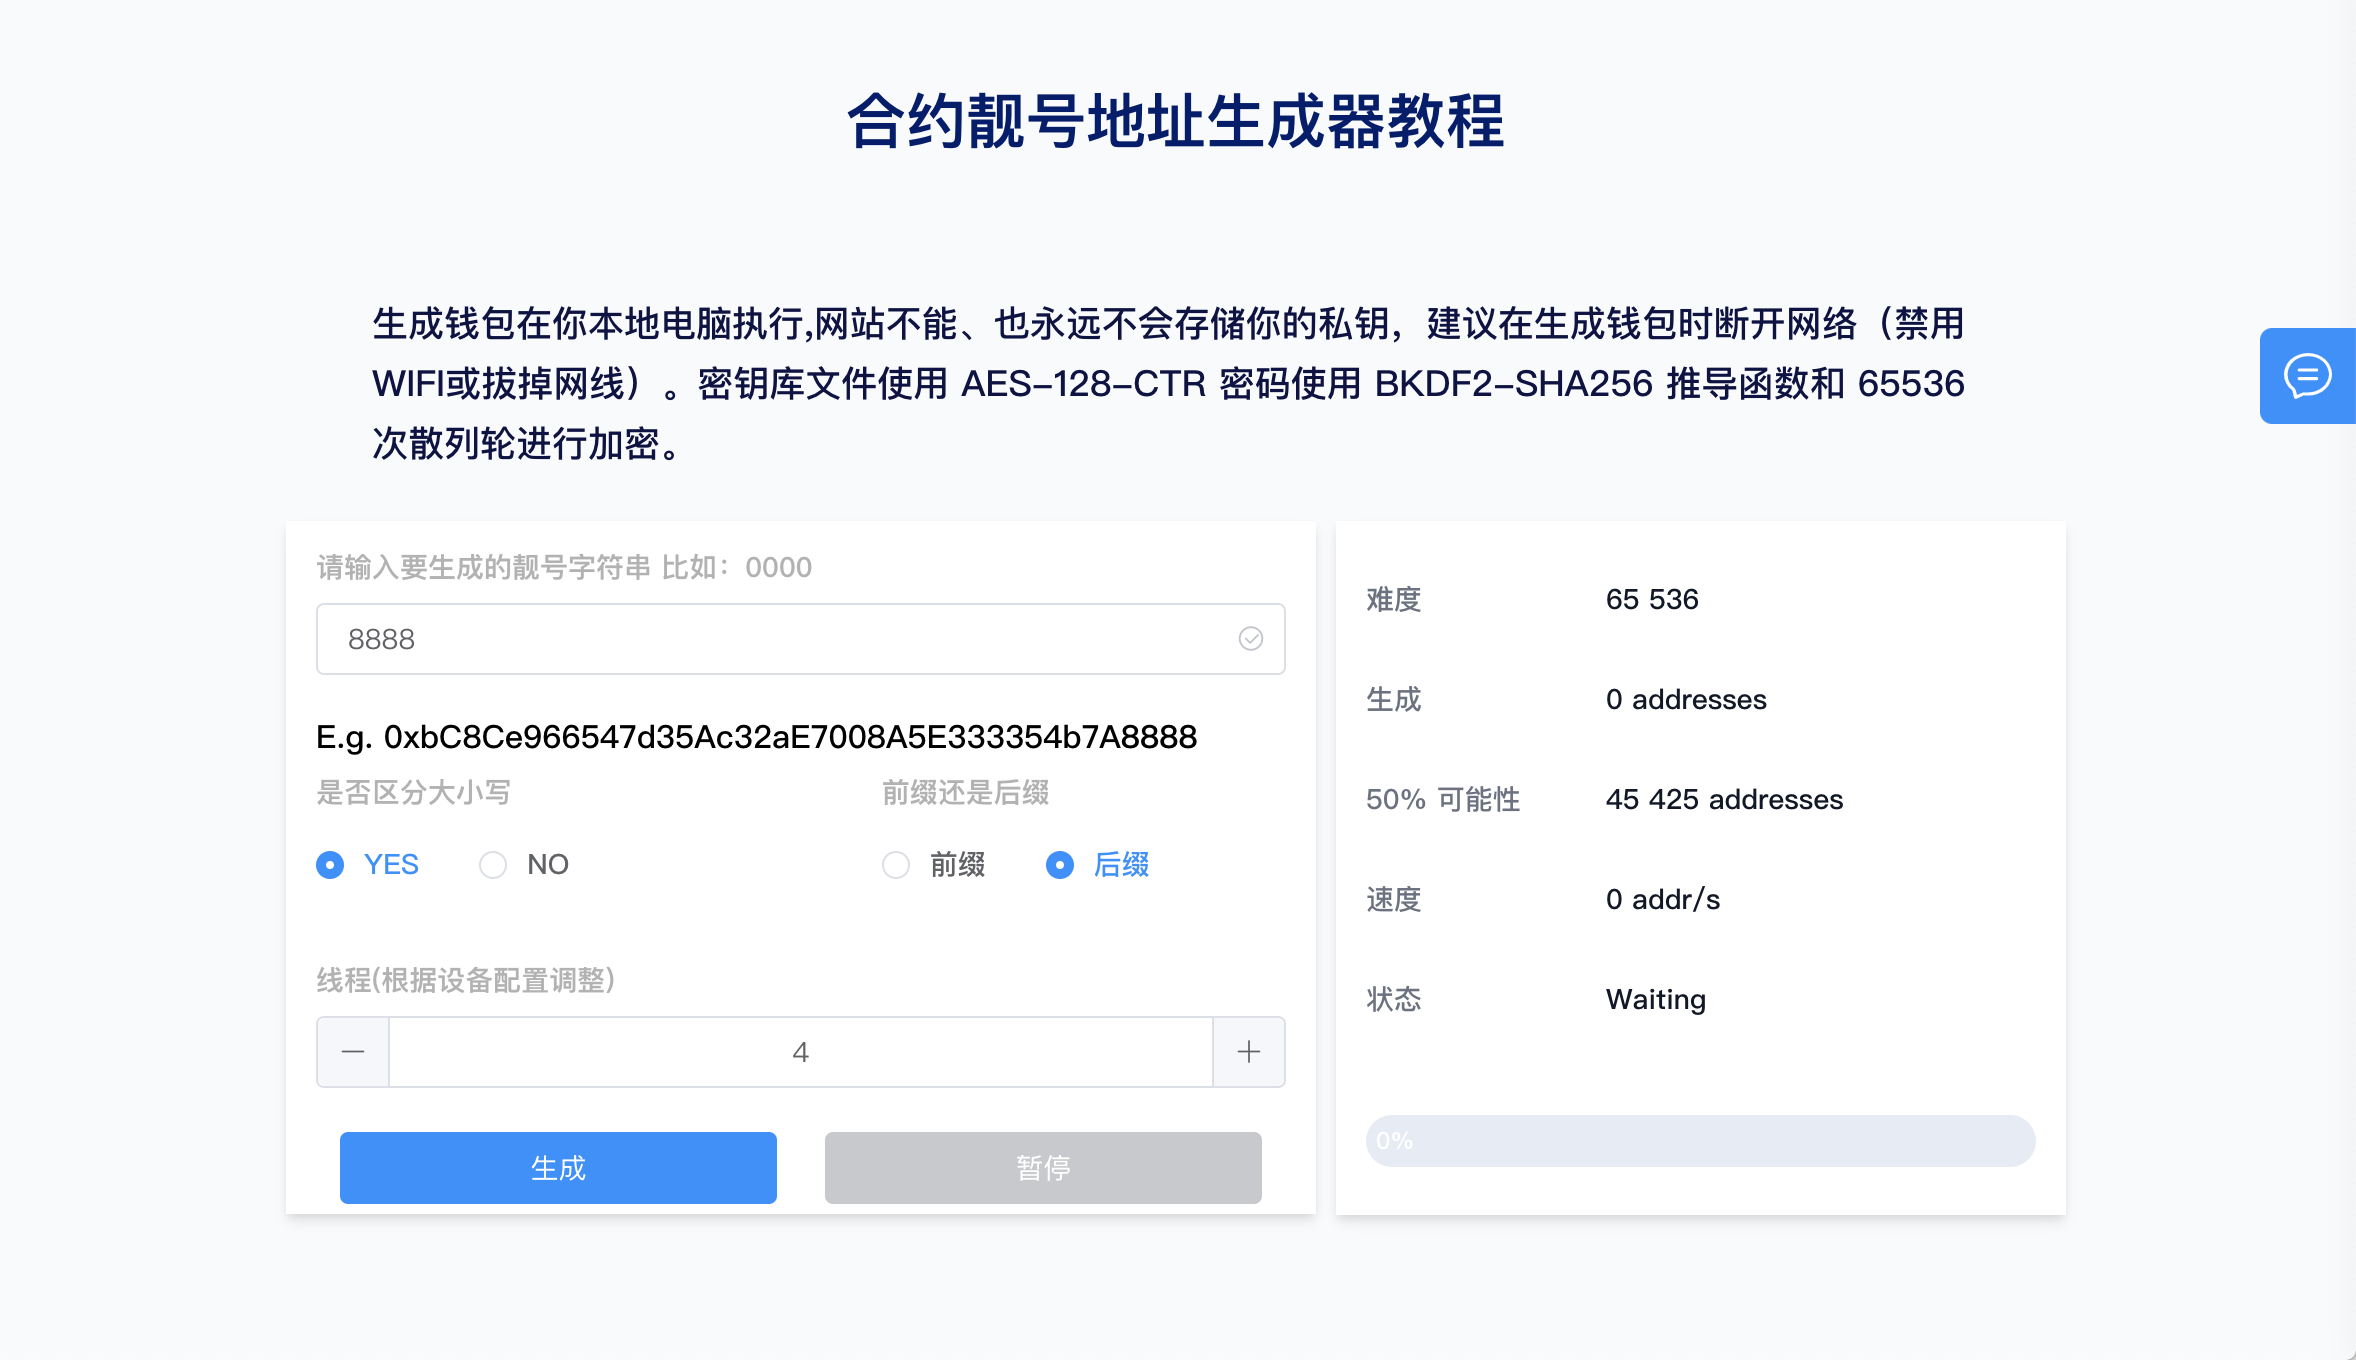 合约靓号地址生成器教程
生成钱包在你本地电脑执行,网站不能、也永远不会存储你的私钥，建议在生成钱包时断开网络（禁用
WIFI或拔掉网线）。密钥库文件使用 AES-128-CTR 密码使用 BKDF2-SHA256 推导函数和 65536
次散列轮进行加密。
请输入要生成的靓号字符串 比如：0000
8888
E.g. 0xbC8Ce966547d35Ac32aE7008A5E333354b7A8888
是否区分大小写
前缀还是后缀
YES
NO
前缀
后缀
线程(根据设备配置调整)
4
生成
暂停
难度
65 536
生成
0 addresses
50% 可能性
45 425 addresses
速度
0 addr/s
状态
Waiting
0%